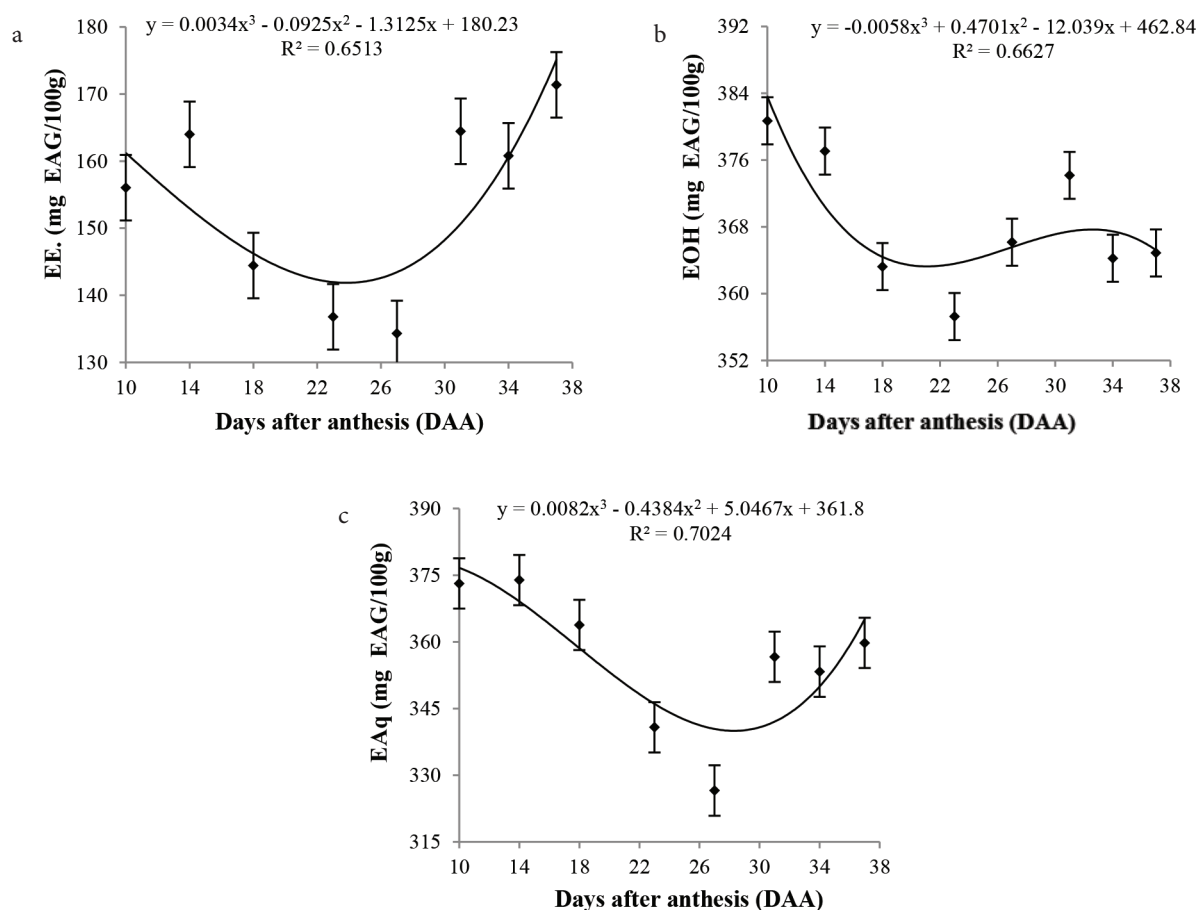 a
y = 0.0034x³ - 0.0925x² - 1.3125x + 180.23
R² = 0.6513
EE. (mg EAG/100g)
180
170
160
150
140
130
10 14 18 22 26 30 34 38
Days after anthesis (DAA)
b
y = -0.0058x³ + 0.4701x² - 12.039x + 462.84
R² = 0.6627
EOH (mg EAG/100g)
392
384
376
368
360
352
10 14 18 22 26 30 34 38
Days after anthesis (DAA)
c
y = 0.0082x³ - 0.4384x² + 5.0467x + 361.8
R² = 0.7024
EAq (mg EAG/100g)
390
375
360
345
330
315
10 14 18 22 26 30 34 38
Days after anthesis (DAA)